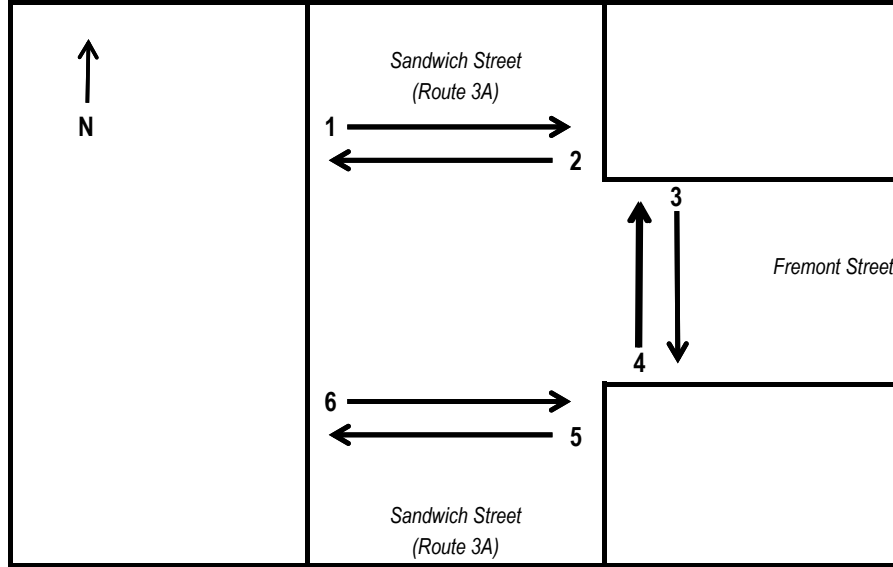 Sandwich Street
(Route 3A)
N
1
2
3
Fremont Street
4
6
5
Sandwich Street
(Route 3A)